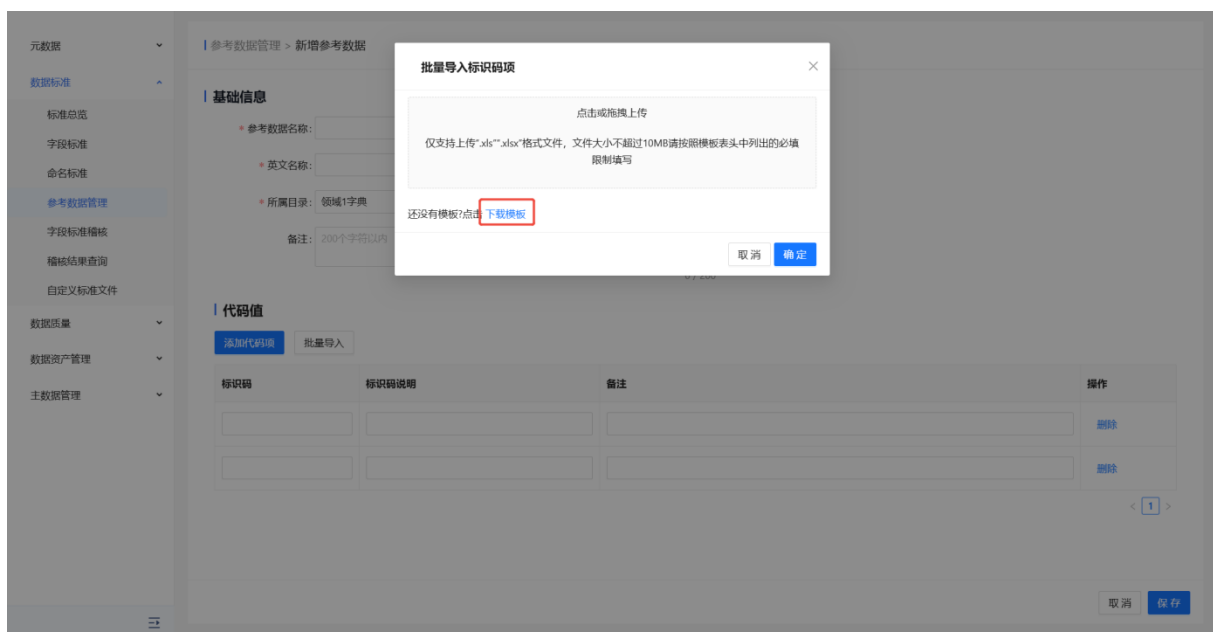 元数据
数据标准
标准总览
字段标准
命名标准
参考数据管理
字段标准稽核
稽核结果查询
自定义标准文件
数据质量
数据资产管理
主数据管理
参考数据管理 > 新增参考数据
基础信息
* 参考数据名称:
* 英文名称:
* 所属目录: 领域1字典
备注: 200个字符以内
批量导入标识码项
点击或拖拽上传
仅支持上传".xls"".xlsx"格式文件，文件大小不超过10MB请按照模板表头中列出的必填
限制填写
还没有模板?点击 下载模板
取消 确定
0 / 200
代码值
添加代码项 批量导入
标识码 标识码说明 备注 操作
删除
删除
< 1 >
取消 保存